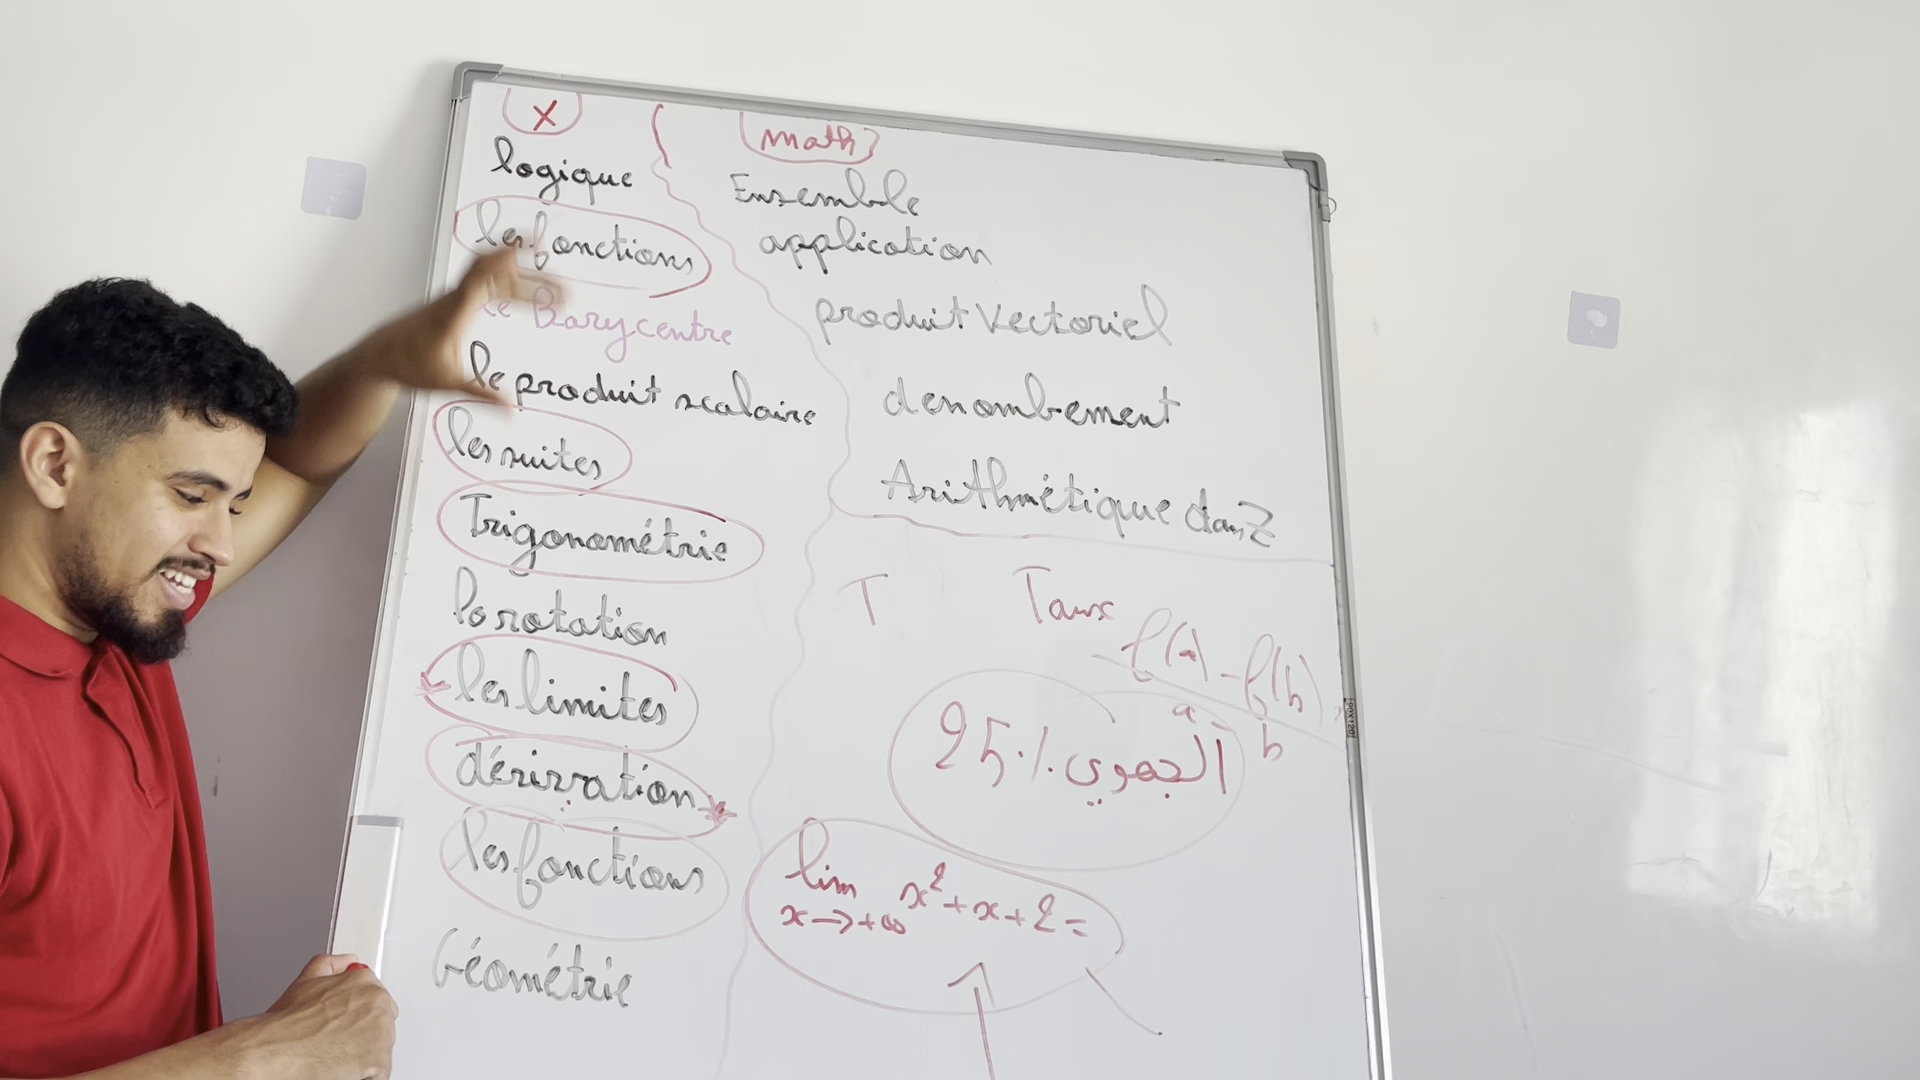 X
logique
les fonctions
le Barycentre
le produit scalaire
les suites
Trigonométrie
la rotation
les limites
dérivation
les fonctions
Géométrie
Math
Ensemble
application
produit Vectoriel
denombrement
Arithmétique dans Z
T Taux
f(a) - f(b)
a - b
الجهوي 25%
lim x² + x + 2 =
x → +∞